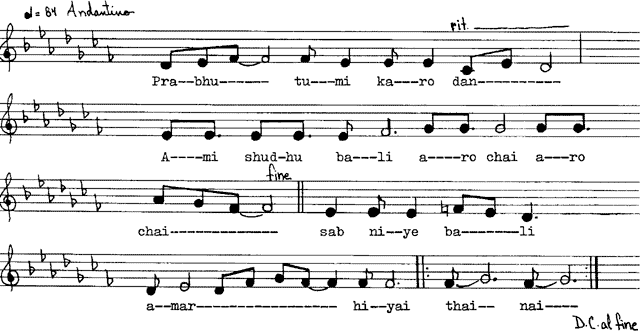 ♩= 84 Andantino
rit.
Pra--bhu------ tu---mi ka---ro dan----------
A----mi shud-hu ba--li a----ro chai a--ro
fine
chai-------------- sab ni--ye ba------li
a--mar------------------ hi--yai thai-- nai----
D.C. al fine